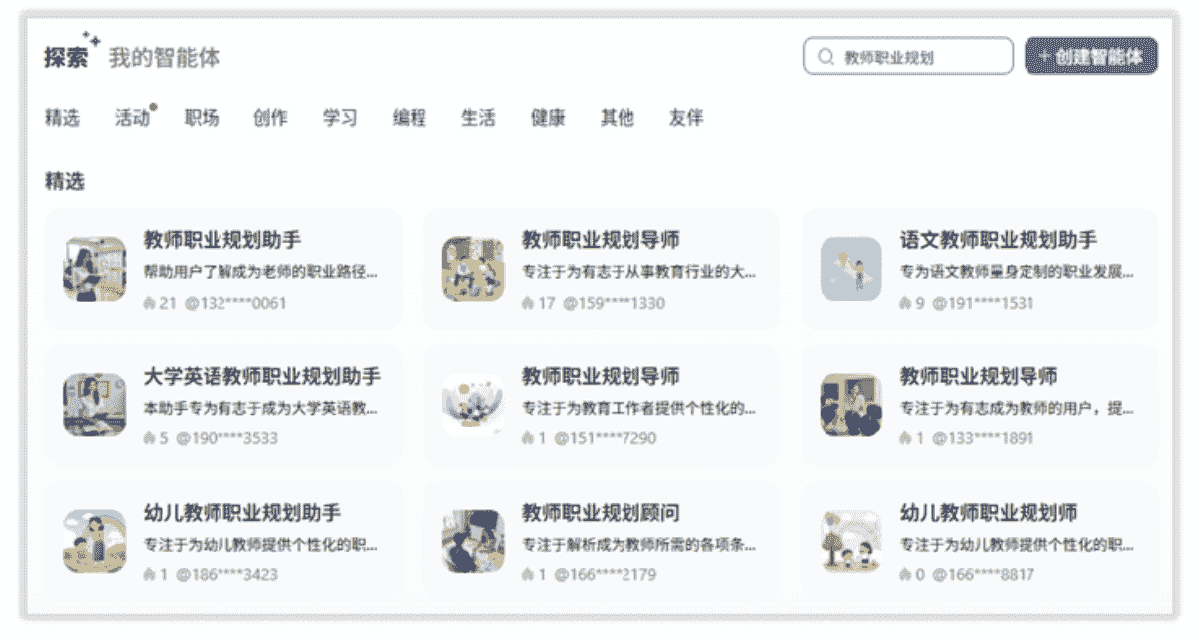 探索 我的智能体 教师职业规划 + 创建智能体
精选 活动 职场 创作 学习 编程 生活 健康 其他 友伴
精选
教师职业规划助手
帮助用户了解成为老师的职业路径...
21 @132****0061
教师职业规划导师
专注于为有志于从事教育行业的大...
17 @159****1330
语文教师职业规划助手
专为语文教师量身定制的职业发展...
9 @191****1531
大学英语教师职业规划助手
本助手专为有志于成为大学英语教...
5 @190****3533
教师职业规划导师
专注于为教育工作者提供个性化的...
1 @151****7290
教师职业规划导师
专注于为有志成为教师的用户，提...
1 @133****1891
幼儿教师职业规划助手
专注于为幼儿教师提供个性化的职...
1 @186****3423
教师职业规划顾问
专注于解析成为教师所需的各项条...
1 @166****2179
幼儿教师职业规划师
专注于为幼儿教师提供个性化的职...
0 @166****8817